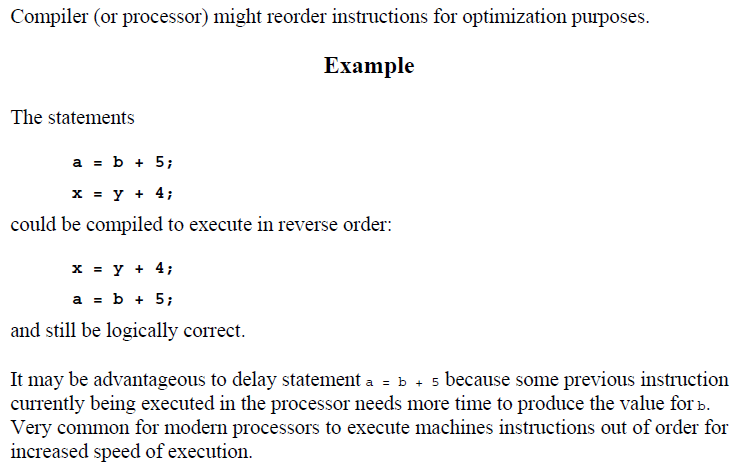 Compiler (or processor) might reorder instructions for optimization purposes.
Example
The statements
a = b + 5;
x = y + 4;
could be compiled to execute in reverse order:
x = y + 4;
a = b + 5;
and still be logically correct.
It may be advantageous to delay statement a = b + 5 because some previous instruction
currently being executed in the processor needs more time to produce the value for b.
Very common for modern processors to execute machines instructions out of order for
increased speed of execution.